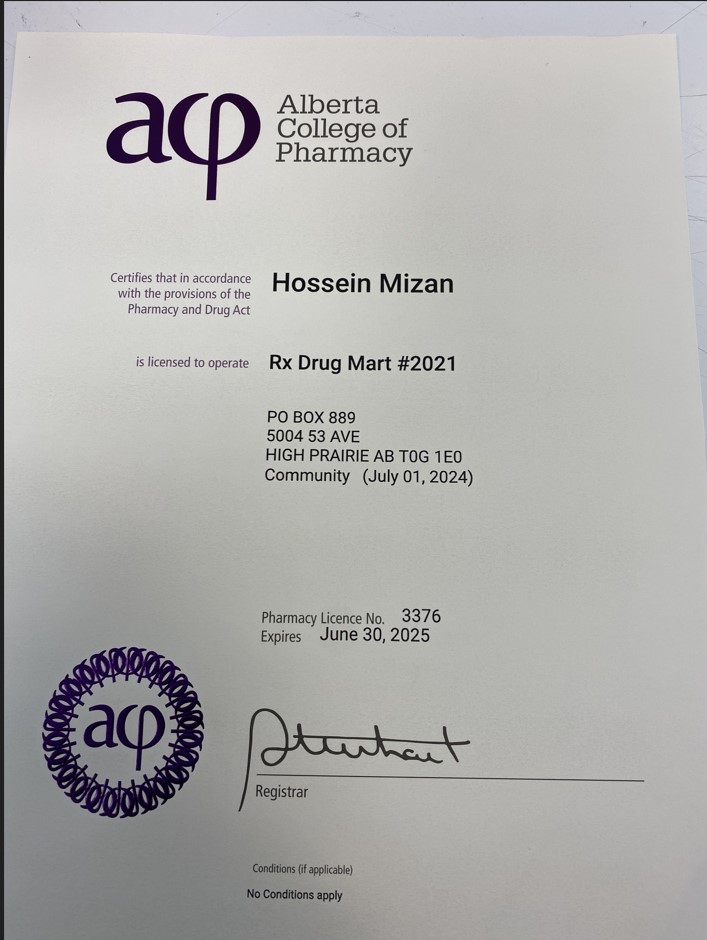 acp
Alberta
College of
Pharmacy
Certifies that in accordance
with the provisions of the
Pharmacy and Drug Act
Hossein Mizan
is licensed to operate
Rx Drug Mart #2021
PO BOX 889
5004 53 AVE
HIGH PRAIRIE AB T0G 1E0
Community (July 01, 2024)
Pharmacy Licence No. 3376
Expires June 30, 2025
acp
Registrar
Conditions (if applicable)
No Conditions apply